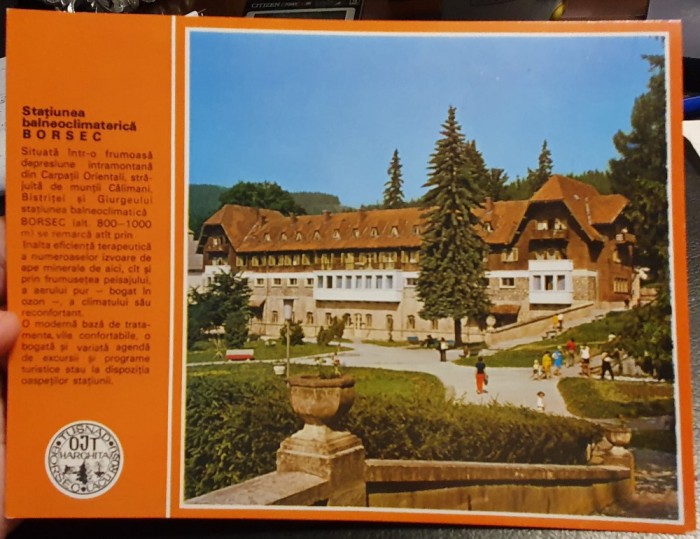 CITIZEN
Stațiunea
balneoclimaterică
BORSEC
Situată într-o frumoasă
depresiune intramontană
din Carpații Orientali, stră-
juită de munții Călimani,
Bistriței și Giurgeului
stațiunea balneoclimatică
BORSEC (alt. 800–1000
m) se remarcă atît prin
înalta eficiență terapeutică
a numeroaselor izvoare de
ape minerale de aici, cît și
prin frumusețea peisajului,
a aerului pur – bogat în
ozon –, a climatului său
reconfortant.
O modernă bază de trata-
mente, vile confortabile, o
bogată și variată agendă
de excursii și programe
turistice stau la dispoziția
oaspeților stațiunii.
TUȘNAD
OJT
HARGHITA
BORSEC